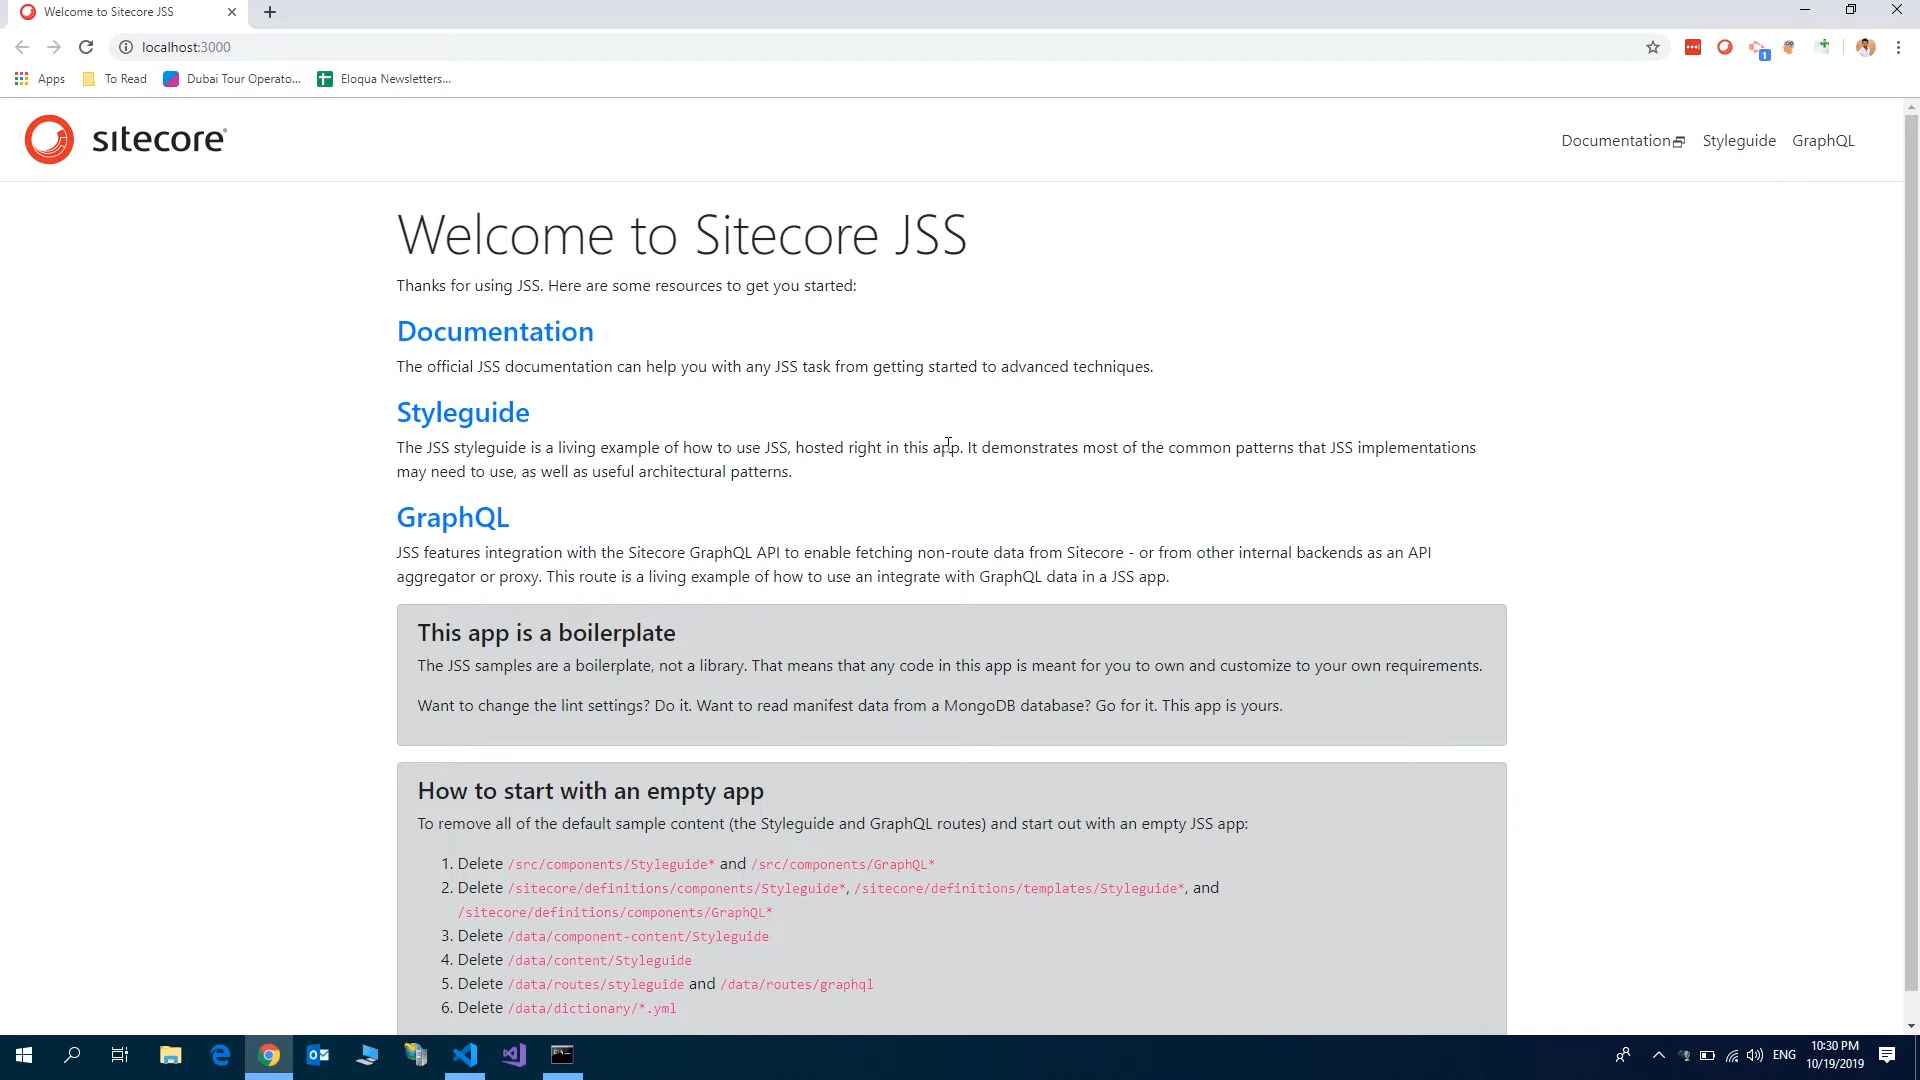 Welcome to Sitecore JSS
localhost:3000
1
Apps To Read Dubai Tour Operato... Eloqua Newsletters...
sitecore
Documentation Styleguide GraphQL
Welcome to Sitecore JSS
Thanks for using JSS. Here are some resources to get you started:
Documentation
The official JSS documentation can help you with any JSS task from getting started to advanced techniques.
Styleguide
The JSS styleguide is a living example of how to use JSS, hosted right in this app. It demonstrates most of the common patterns that JSS implementations
may need to use, as well as useful architectural patterns.
GraphQL
JSS features integration with the Sitecore GraphQL API to enable fetching non-route data from Sitecore - or from other internal backends as an API
aggregator or proxy. This route is a living example of how to use an integrate with GraphQL data in a JSS app.
This app is a boilerplate
The JSS samples are a boilerplate, not a library. That means that any code in this app is meant for you to own and customize to your own requirements.
Want to change the lint settings? Do it. Want to read manifest data from a MongoDB database? Go for it. This app is yours.
How to start with an empty app
To remove all of the default sample content (the Styleguide and GraphQL routes) and start out with an empty JSS app:
1. Delete /src/components/Styleguide* and /src/components/GraphQL*
2. Delete /sitecore/definitions/components/Styleguide*, /sitecore/definitions/templates/Styleguide*, and
/sitecore/definitions/components/GraphQL*
3. Delete /data/component-content/Styleguide
4. Delete /data/content/Styleguide
5. Delete /data/routes/styleguide and /data/routes/graphql
6. Delete /data/dictionary/*.yml
ENG
10:30 PM
10/19/2019